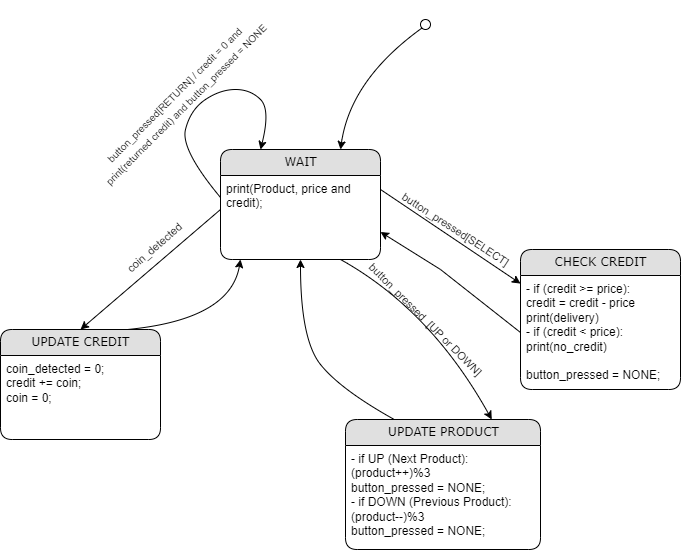 button_pressed[RETURN] / credit = 0 and
print(returned credit) and button_pressed = NONE
WAIT
print(Product, price and
credit);
button_pressed[SELECT]
coin_detected
CHECK CREDIT
- if (credit >= price):
credit = credit - price
print(delivery)
- if (credit < price):
print(no_credit)
button_pressed = NONE;
button_pressed_[UP or DOWN]
UPDATE CREDIT
coin_detected = 0;
credit += coin;
coin = 0;
UPDATE PRODUCT
- if UP (Next Product):
(product++)%3
button_pressed = NONE;
- if DOWN (Previous Product):
(product--)%3
button_pressed = NONE;